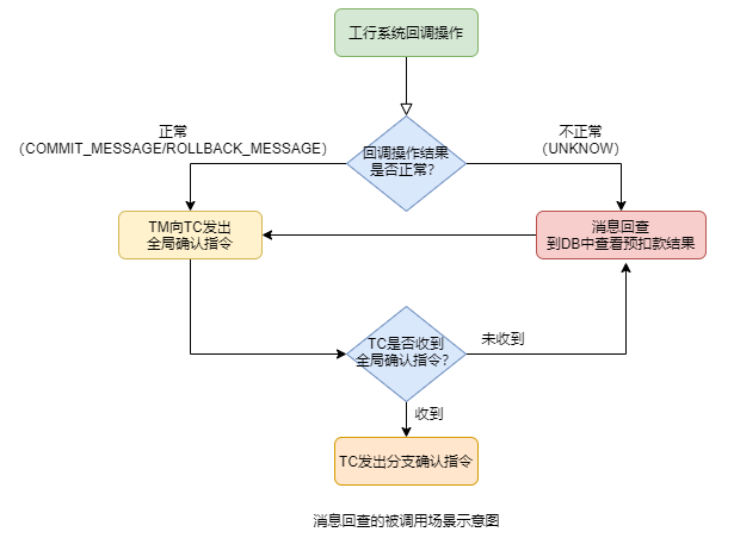 工行系统回调操作
正常
（COMMIT_MESSAGE/ROLLBACK_MESSAGE）
回调操作结果
是否正常？
不正常
（UNKNOW）
TM向TC发出
全局确认指令
消息回查
到DB中查看预扣款结果
TC是否收到
全局确认指令？
未收到
收到
TC发出分支确认指令
消息回查的被调用场景示意图